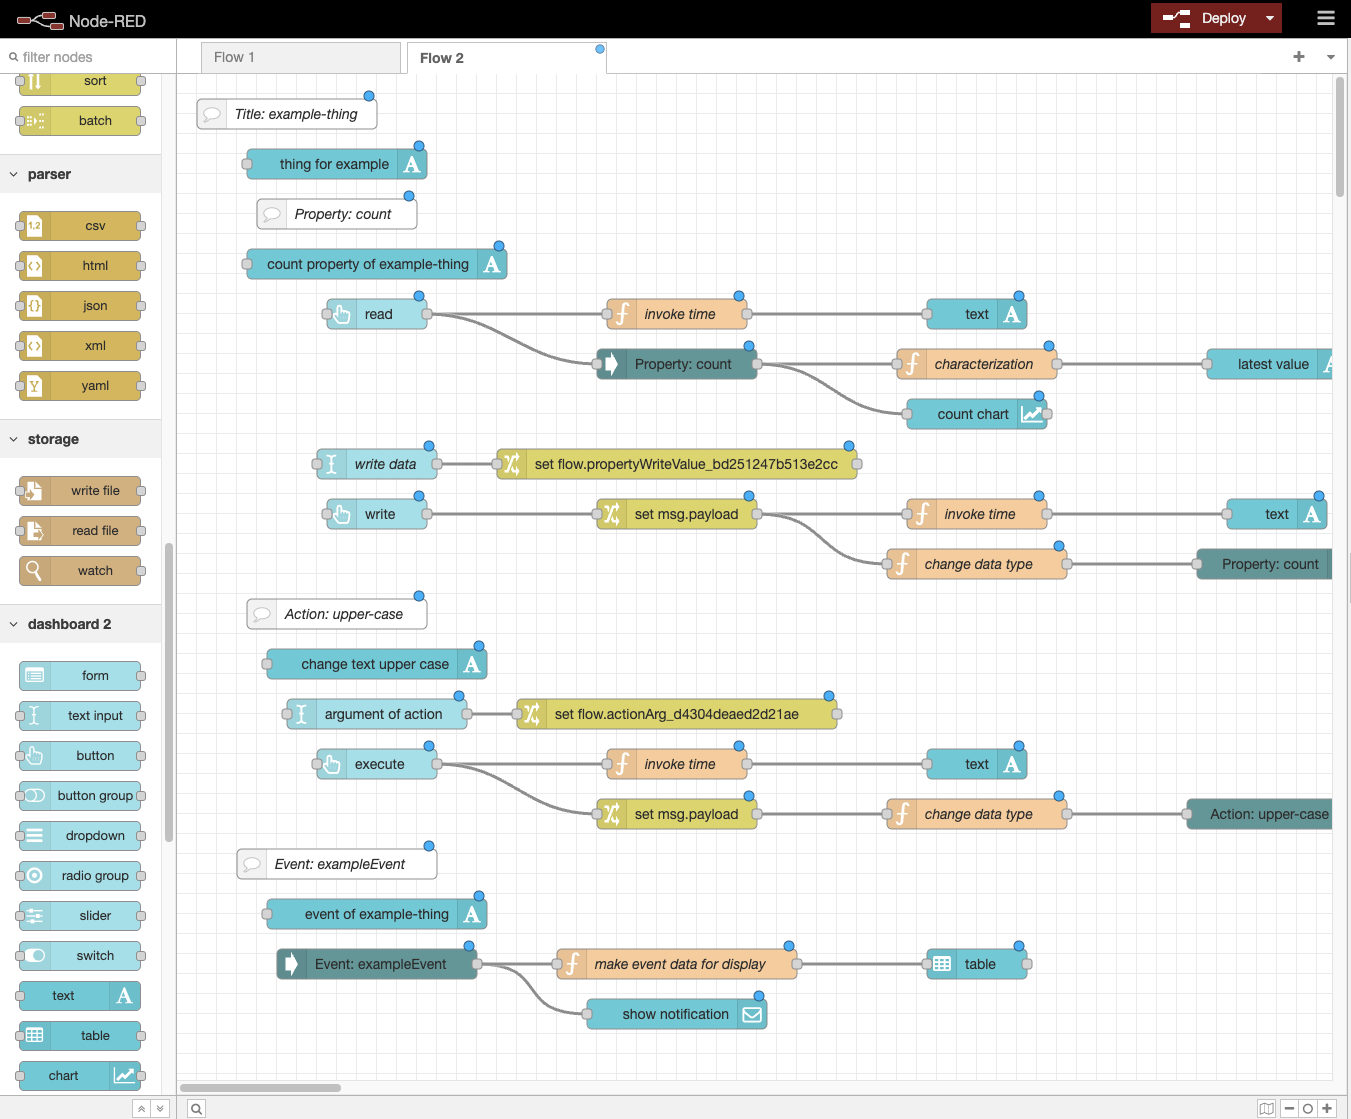 Node-RED
Deploy
filter nodes
Flow 1
Flow 2
sort
batch
parser
csv
html
json
xml
yaml
storage
write file
read file
watch
dashboard 2
form
text input
button
button group
dropdown
radio group
slider
switch
text
table
chart
Title: example-thing
thing for example
Property: count
count property of example-thing
read
invoke time
text
Property: count
characterization
latest value
count chart
write data
set flow.propertyWriteValue_bd251247b513e2cc
write
set msg.payload
invoke time
text
change data type
Property: count
Action: upper-case
change text upper case
argument of action
set flow.actionArg_d4304deaed2d21ae
execute
invoke time
text
set msg.payload
change data type
Action: upper-case
Event: exampleEvent
event of example-thing
Event: exampleEvent
make event data for display
table
show notification